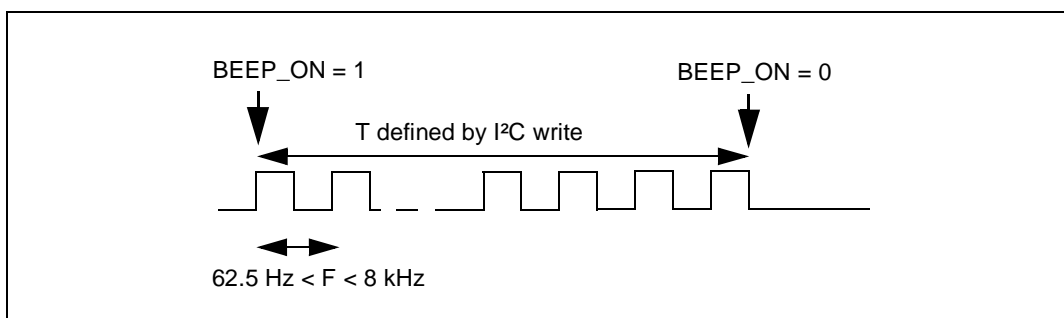 BEEP_ON = 1
BEEP_ON = 0
T defined by I²C write
62.5 Hz < F < 8 kHz